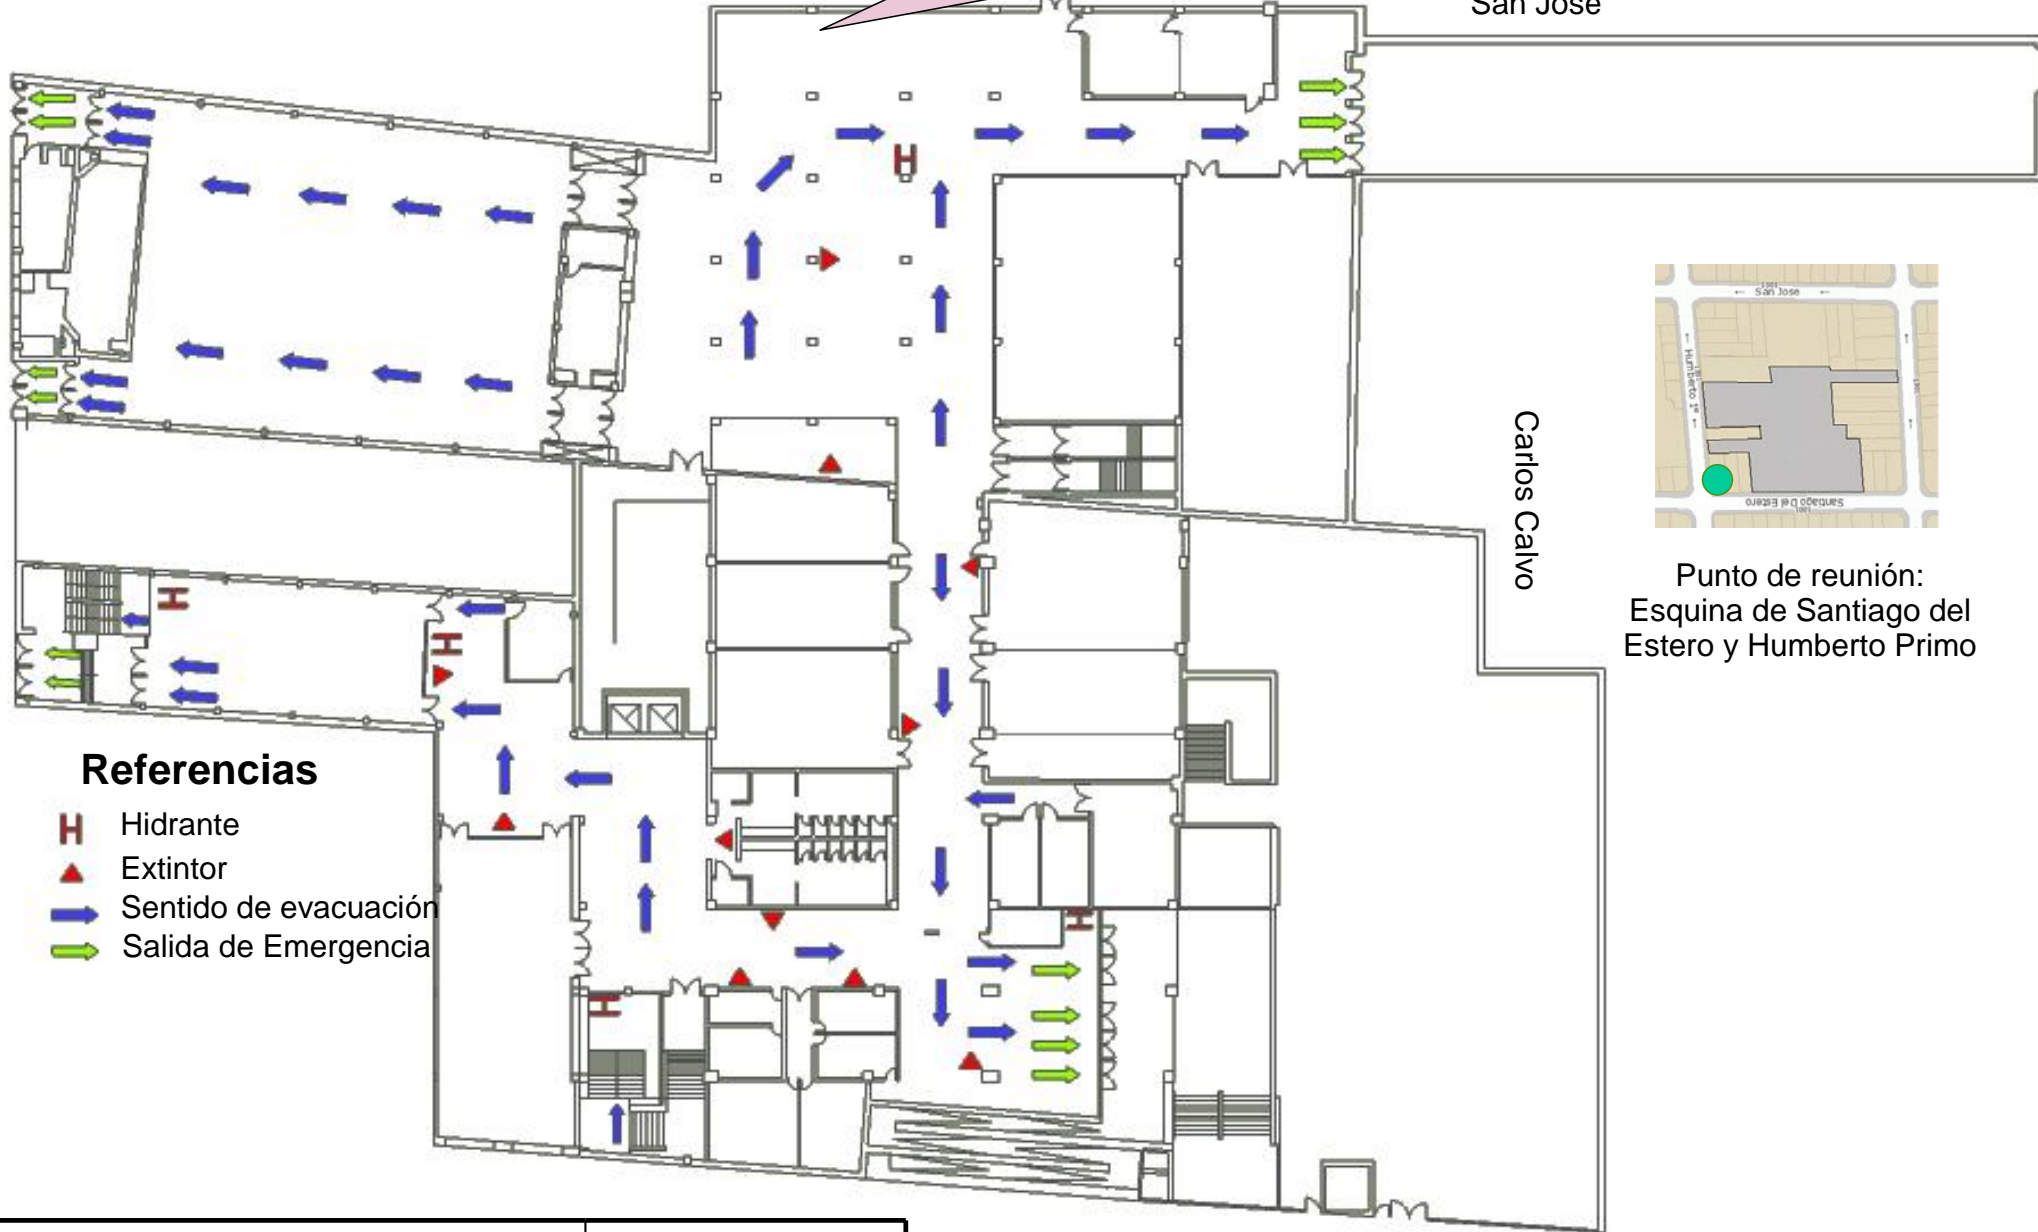 San José
San Jose
Humberto 1º
Santiago Del Estero
Carlos Calvo
Punto de reunión:
Esquina de Santiago del
Estero y Humberto Primo
Referencias
H Hidrante
Extintor
Sentido de evacuación
Salida de Emergencia
H
H
H
H
H